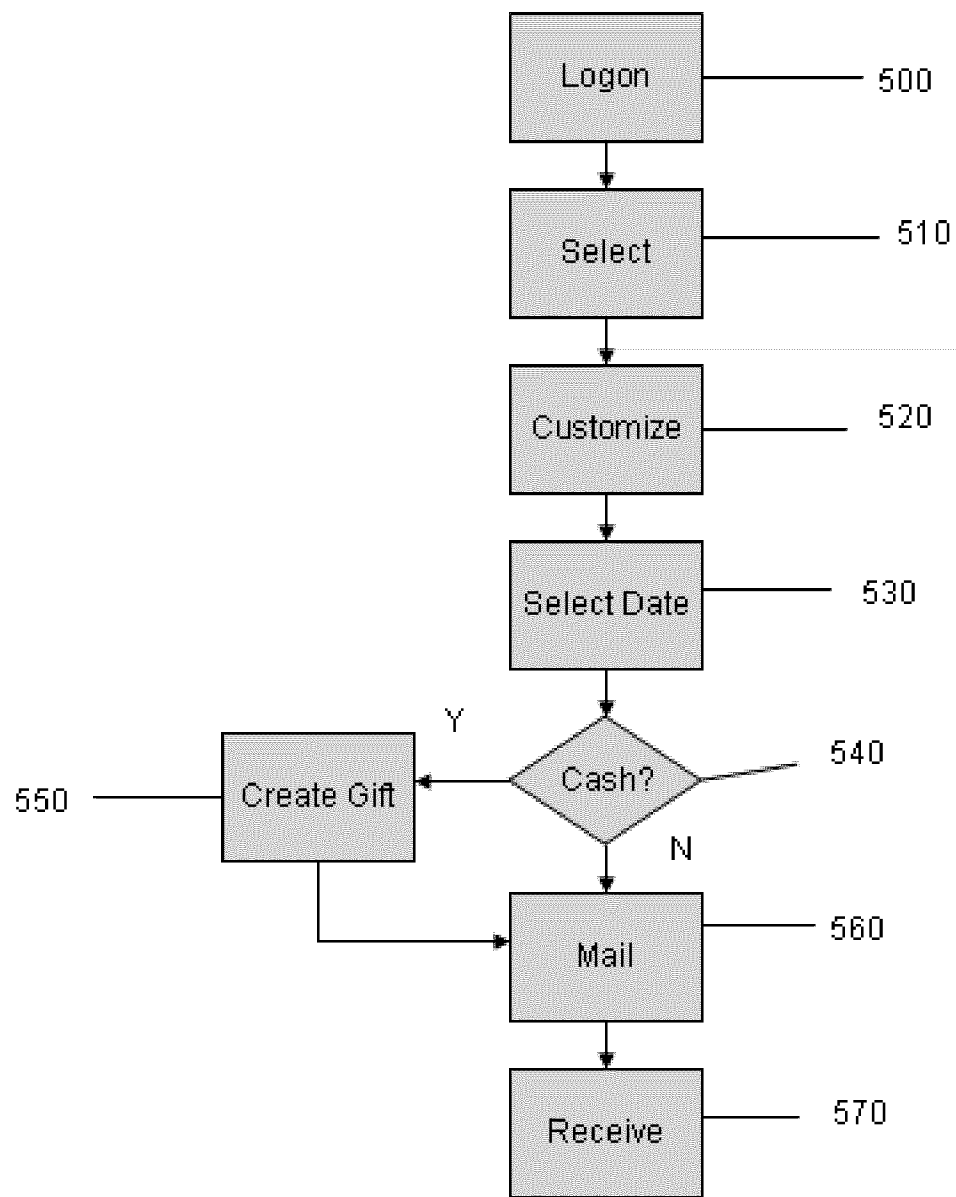 Logon
500
Select
510
Customize
520
Select Date
530
Y
Cash?
540
Create Gift
550
N
Mail
560
Receive
570